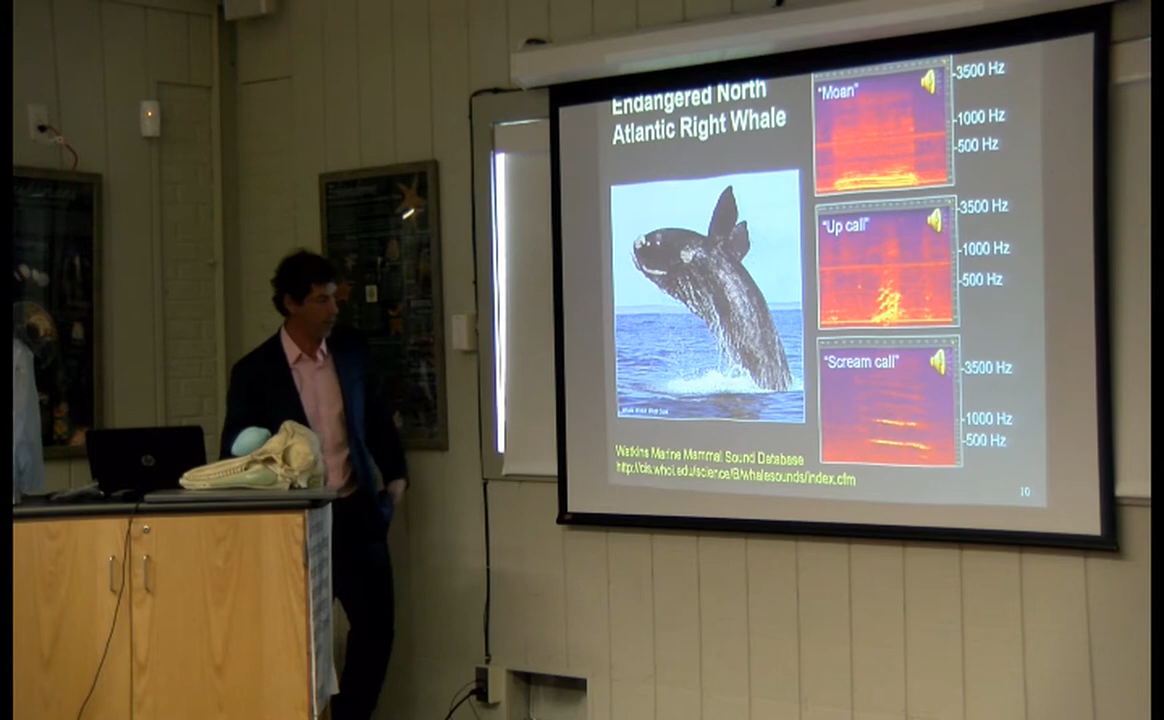 Endangered North
Atlantic Right Whale
"Moan"
3500 Hz
1000 Hz
500 Hz
"Up call"
3500 Hz
1000 Hz
500 Hz
"Scream call"
3500 Hz
1000 Hz
500 Hz
Watkins Marine Mammal Sound Database
http://cis.whoi.edu/science/B/whalesounds/index.cfm
10
hp